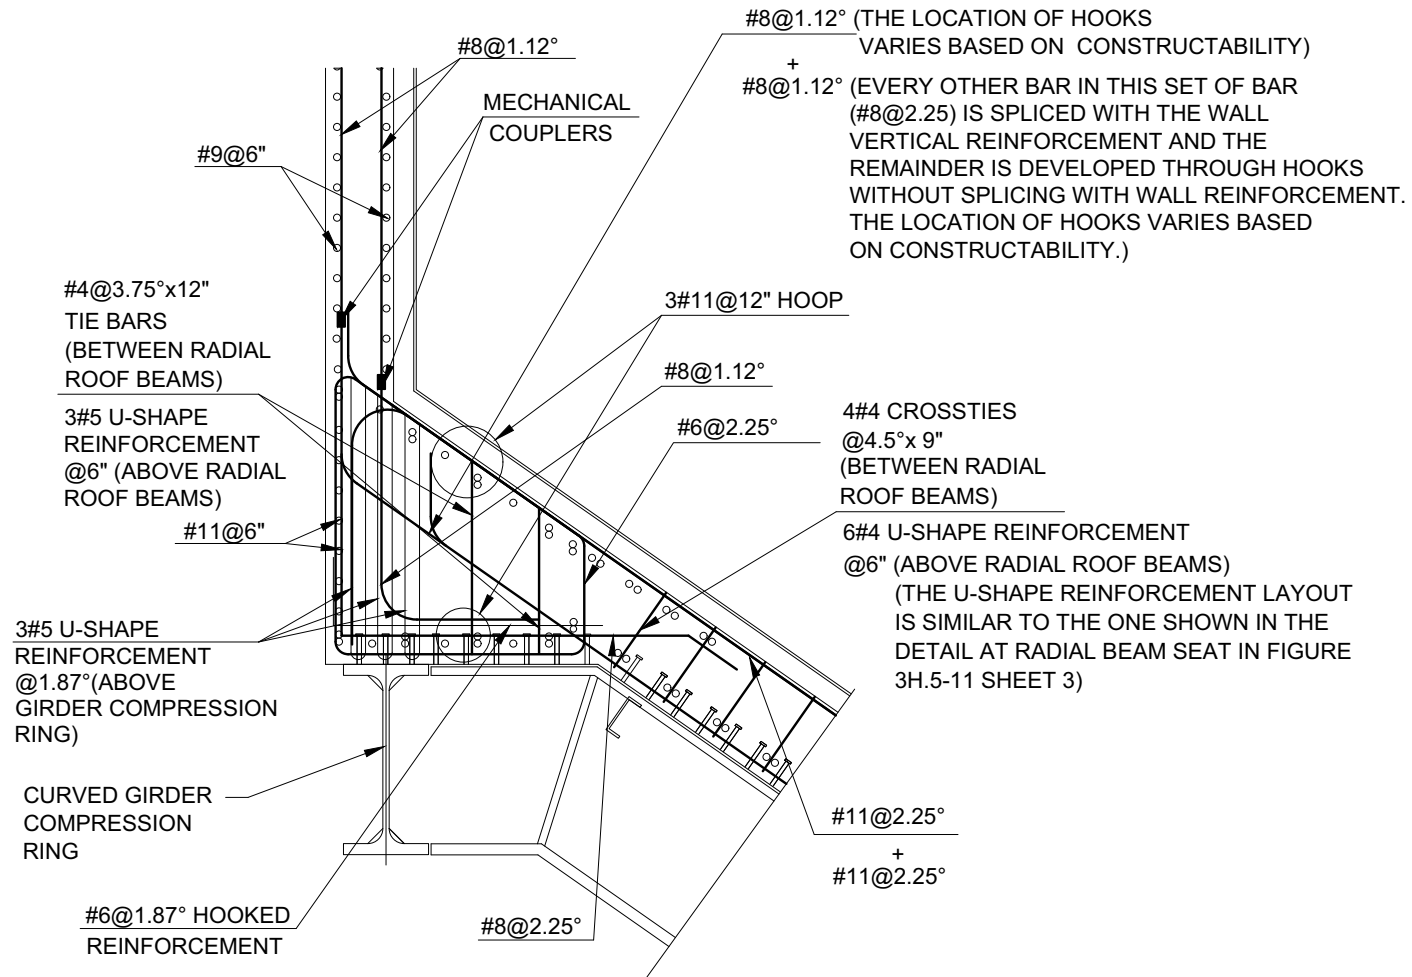 #8@1.12° (THE LOCATION OF HOOKS
VARIES BASED ON CONSTRUCTABILITY)
+
#8@1.12° (EVERY OTHER BAR IN THIS SET OF BAR
(#8@2.25) IS SPLICED WITH THE WALL
VERTICAL REINFORCEMENT AND THE
REMAINDER IS DEVELOPED THROUGH HOOKS
WITHOUT SPLICING WITH WALL REINFORCEMENT.
THE LOCATION OF HOOKS VARIES BASED
ON CONSTRUCTABILITY.)
#8@1.12°
MECHANICAL
COUPLERS
#9@6"
#4@3.75°x12"
TIE BARS
(BETWEEN RADIAL
ROOF BEAMS)
3#5 U-SHAPE
REINFORCEMENT
@6" (ABOVE RADIAL
ROOF BEAMS)
#11@6"
3#5 U-SHAPE
REINFORCEMENT
@1.87°(ABOVE
GIRDER COMPRESSION
RING)
CURVED GIRDER
COMPRESSION
RING
#6@1.87° HOOKED
REINFORCEMENT
3#11@12" HOOP
#8@1.12°
#6@2.25°
4#4 CROSSTIES
@4.5°x 9"
(BETWEEN RADIAL
ROOF BEAMS)
6#4 U-SHAPE REINFORCEMENT
@6" (ABOVE RADIAL ROOF BEAMS)
(THE U-SHAPE REINFORCEMENT LAYOUT
IS SIMILAR TO THE ONE SHOWN IN THE
DETAIL AT RADIAL BEAM SEAT IN FIGURE
3H.5-11 SHEET 3)
#11@2.25°
+
#11@2.25°
#8@2.25°